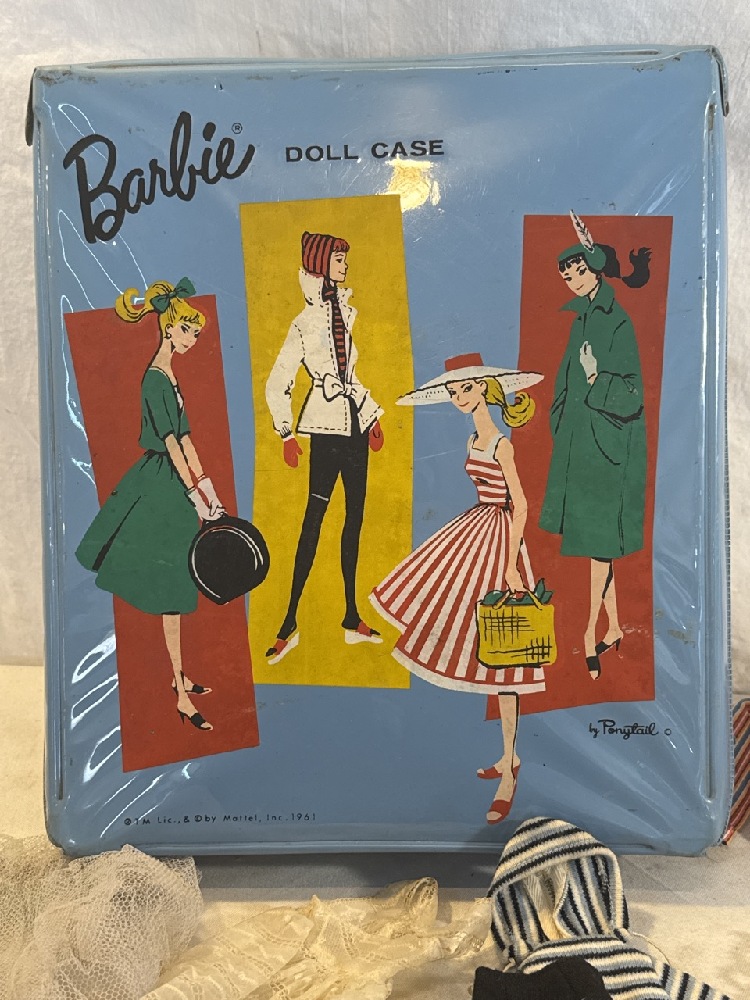 Barbie® DOLL CASE
by Ponytail
©TM Lic., & ©by Mattel, Inc. 1961